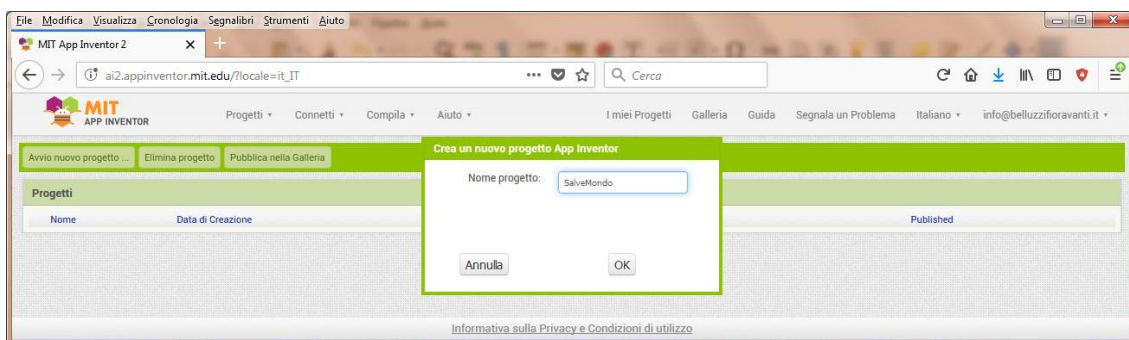 File Modifica Visualizza Cronologia Segnalibri Strumenti Aiuto
MIT App Inventor 2
ai2.appinventor.mit.edu/?locale=it_IT
Cerca
MIT
APP INVENTOR
Progetti Connetti Compila Aiuto I miei Progetti Galleria Guida Segnala un Problema Italiano info@belluzzifioravanti.it
Avvio nuovo progetto ... Elimina progetto Pubblica nella Galleria
Crea un nuovo progetto App Inventor
Nome progetto: SalveMondo
Annulla OK
Progetti
Nome Data di Creazione Published
Informativa sulla Privacy e Condizioni di utilizzo